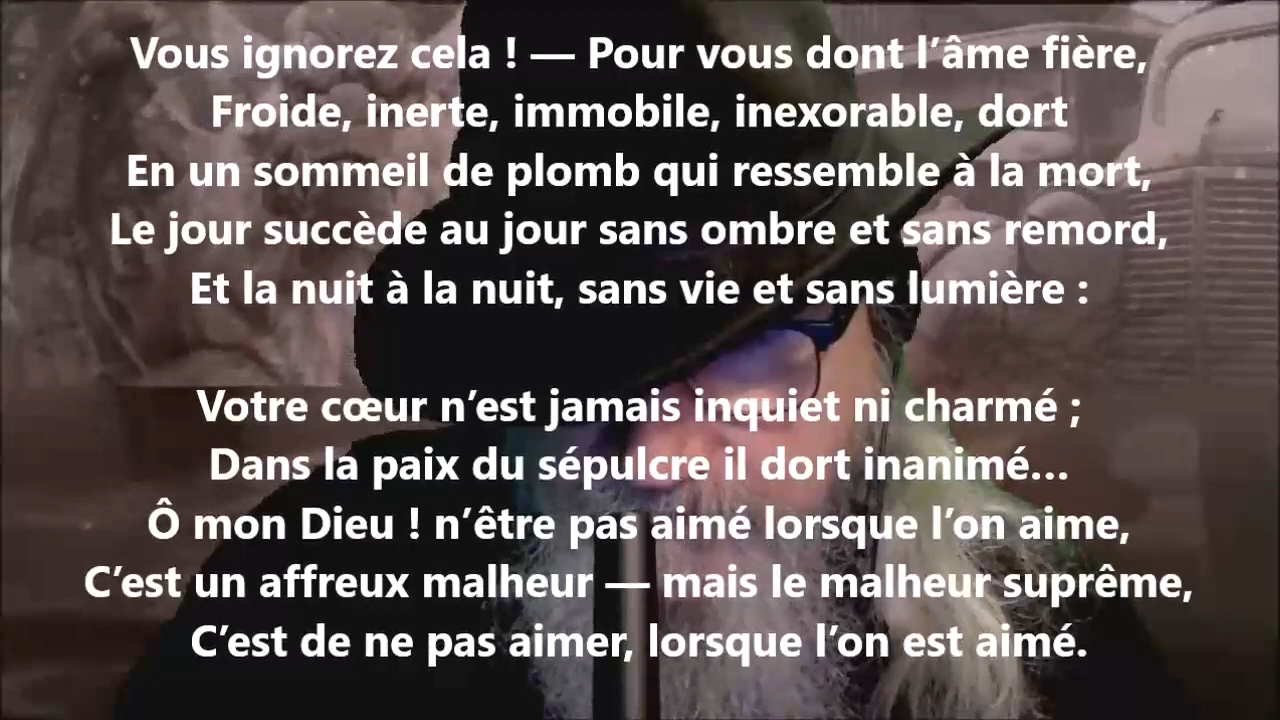 Vous ignorez cela ! — Pour vous dont l’âme fière,
Froide, inerte, immobile, inexorable, dort
En un sommeil de plomb qui ressemble à la mort,
Le jour succède au jour sans ombre et sans remord,
Et la nuit à la nuit, sans vie et sans lumière :
Votre cœur n’est jamais inquiet ni charmé ;
Dans la paix du sépulcre il dort inanimé…
Ô mon Dieu ! n’être pas aimé lorsque l’on aime,
C’est un affreux malheur — mais le malheur suprême,
C’est de ne pas aimer, lorsque l’on est aimé.